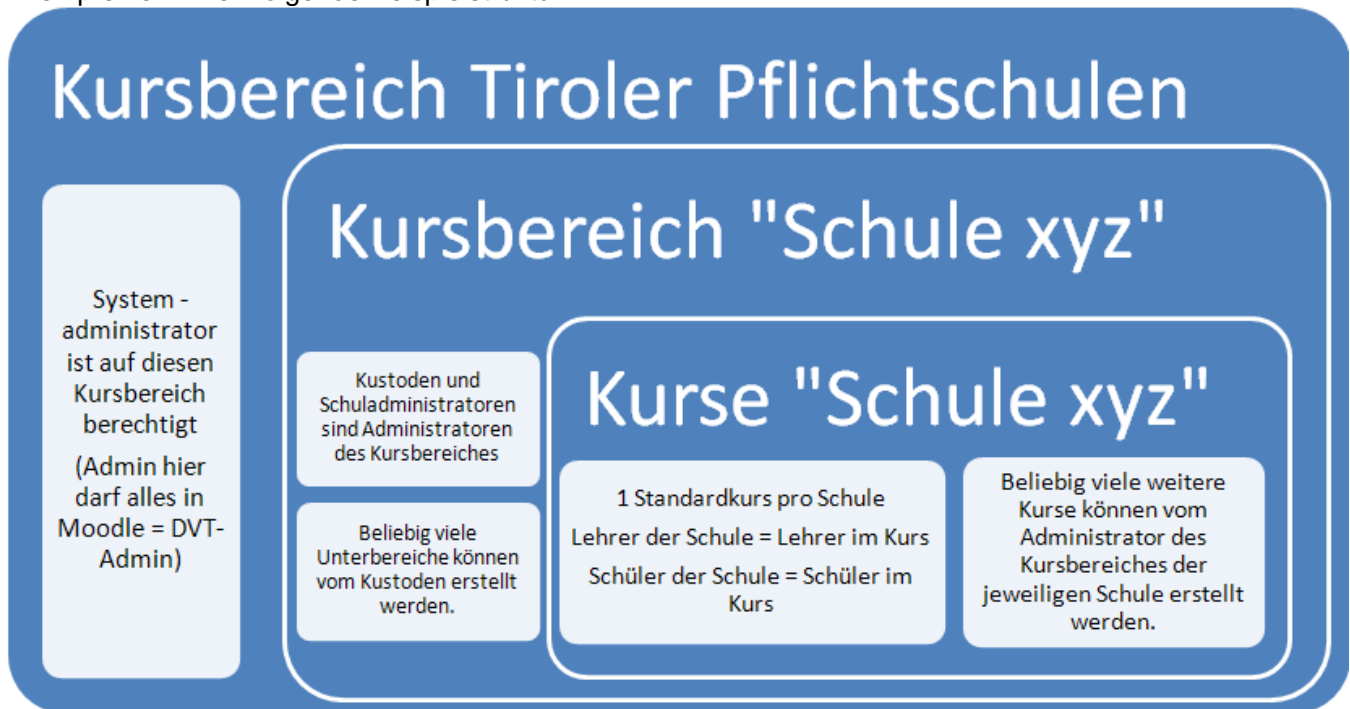 Kursbereich Tiroler Pflichtschulen
Kursbereich "Schule xyz"
System -
administrator
ist auf diesen
Kursbereich
berechtigt
(Admin hier
darf alles in
Moodle = DVT-
Admin)
Kustoden und
Schuladministratoren
sind Administratoren
des Kursbereiches
Beliebig viele
Unterbereiche können
vom Kustoden erstellt
werden.
Kurse "Schule xyz"
1 Standardkurs pro Schule
Lehrer der Schule = Lehrer im Kurs
Schüler der Schule = Schüler im
Kurs
Beliebig viele weitere
Kurse können vom
Administrator des
Kursbereiches der
jeweiligen Schule erstellt
werden.